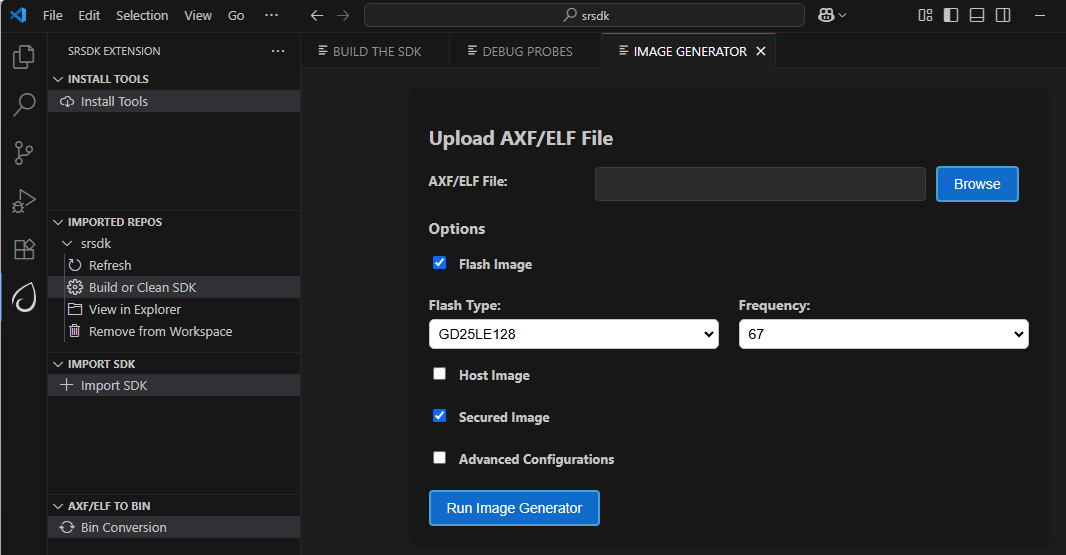 File Edit Selection View Go ··· srsdk
SRSDK EXTENSION ···
BUILD THE SDK DEBUG PROBES IMAGE GENERATOR
INSTALL TOOLS
Install Tools
IMPORTED REPOS
srsdk
Refresh
Build or Clean SDK
View in Explorer
Remove from Workspace
IMPORT SDK
Import SDK
AXF/ELF TO BIN
Bin Conversion
Upload AXF/ELF File
AXF/ELF File: Browse
Options
Flash Image
Flash Type: Frequency:
GD25LE128 67
Host Image
Secured Image
Advanced Configurations
Run Image Generator